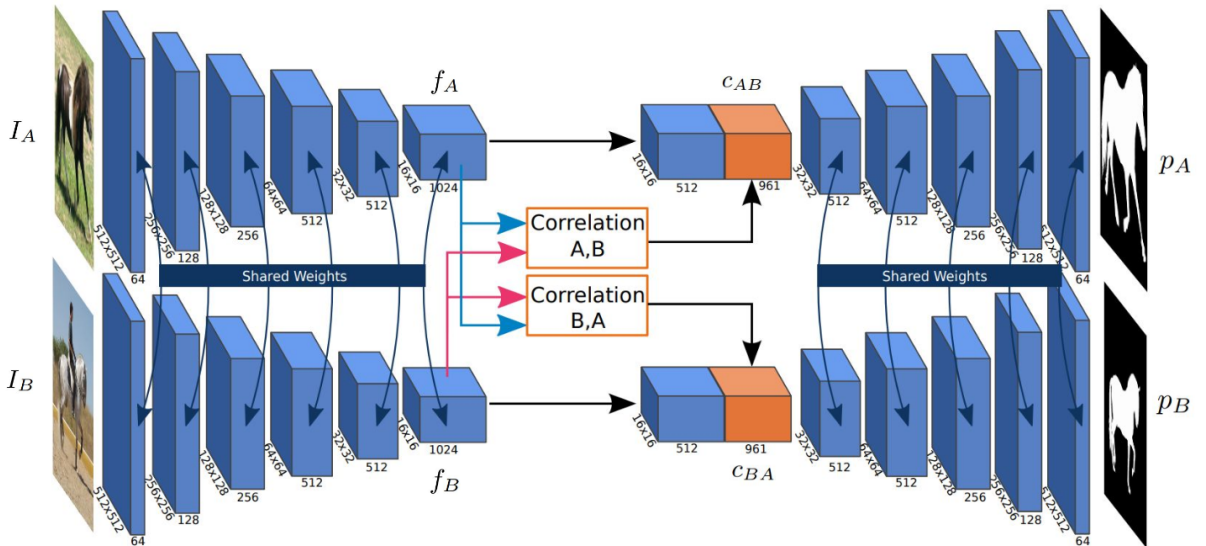 f_A
c_AB
I_A
p_A
512x512
64
256x256
128
128x128
256
64x64
512
32x32
512
16x16
1024
16x16
512
961
32x32
512
64x64
512
128x128
256
256x256
128
512x512
64
Correlation
A,B
Shared Weights
Shared Weights
Correlation
B,A
I_B
p_B
512x512
64
256x256
128
128x128
256
64x64
512
32x32
512
16x16
1024
16x16
512
961
32x32
512
64x64
512
128x128
256
256x256
128
512x512
64
f_B
c_BA